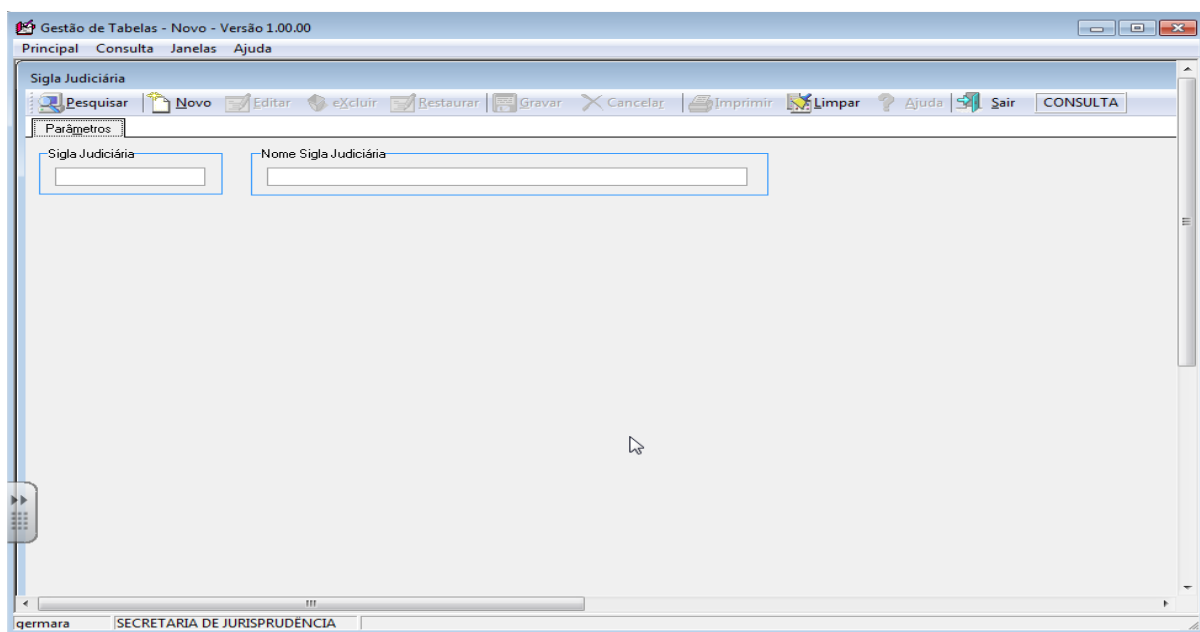 Gestão de Tabelas - Novo - Versão 1.00.00
Principal Consulta Janelas Ajuda
Sigla Judiciária
Pesquisar Novo Editar eXcluir Restaurar Gravar Cancelar Imprimir Limpar Ajuda Sair CONSULTA
Parâmetros
Sigla Judiciária Nome Sigla Judiciária
germara SECRETARIA DE JURISPRUDÊNCIA